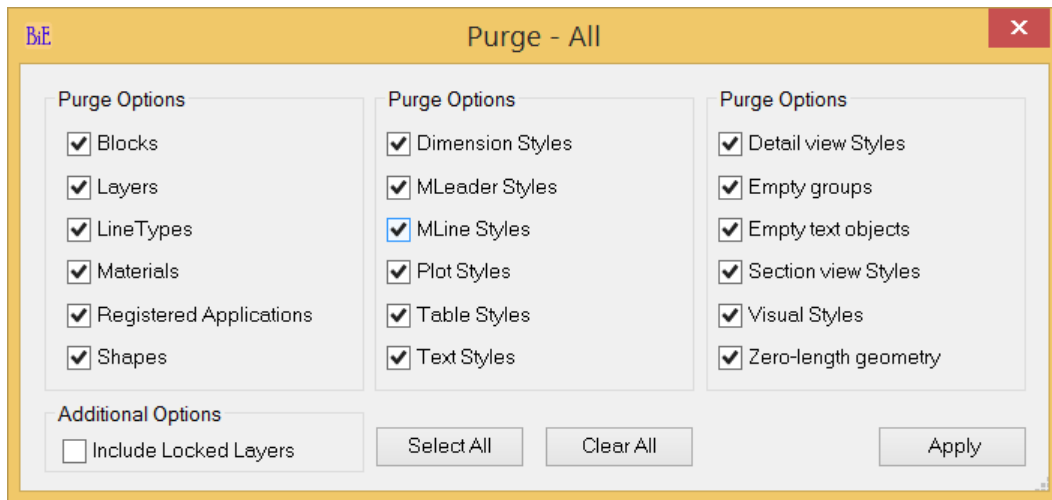 BiE
Purge - All
Purge Options
Blocks
Layers
LineTypes
Materials
Registered Applications
Shapes
Purge Options
Dimension Styles
MLeader Styles
MLine Styles
Plot Styles
Table Styles
Text Styles
Purge Options
Detail view Styles
Empty groups
Empty text objects
Section view Styles
Visual Styles
Zero-length geometry
Additional Options
Include Locked Layers
Select All
Clear All
Apply